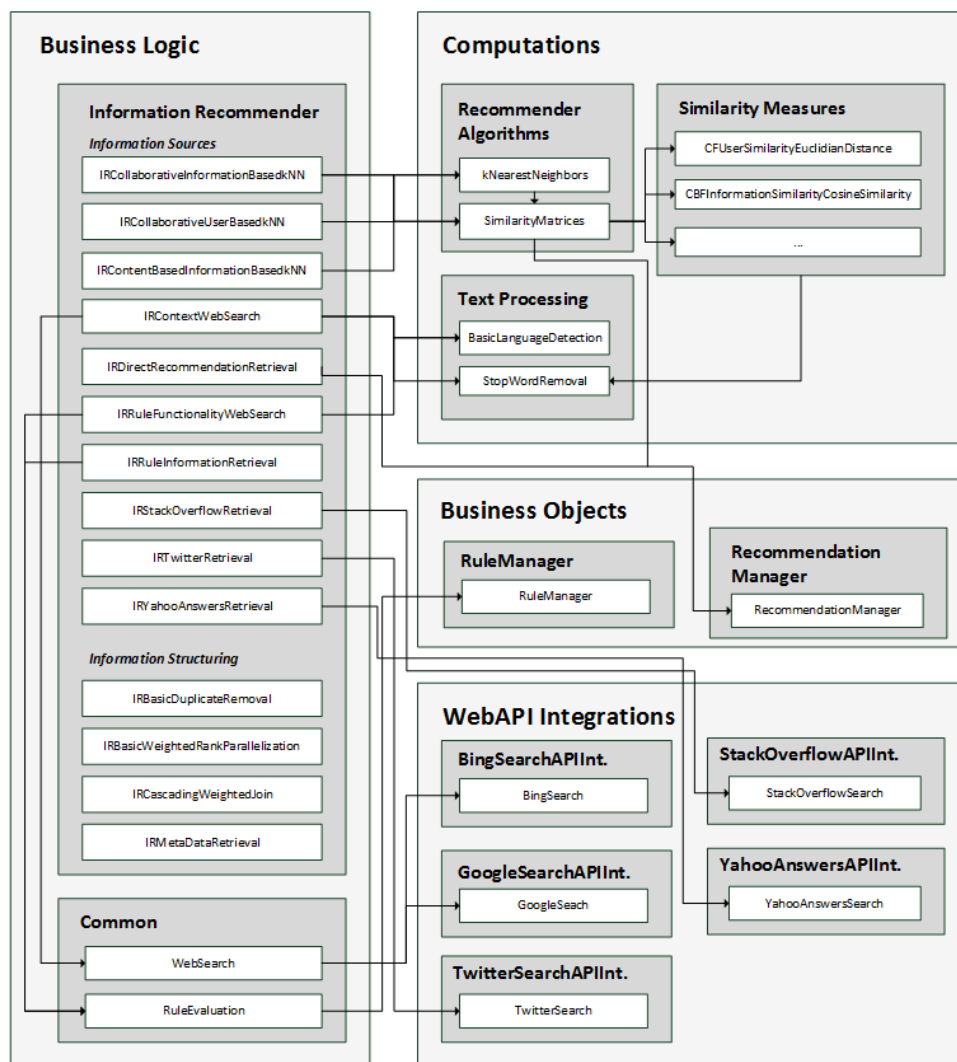 Business Logic
Information Recommender
Information Sources
IRCollaborativeInformationBasedkNN
IRCollaborativeUserBasedkNN
IRContentBasedInformationBasedkNN
IRContextWebSearch
IRDirectRecommendationRetrieval
IRRuleFunctionalityWebSearch
IRRuleInformationRetrieval
IRStackOverflowRetrieval
IRTwitterRetrieval
IRYahooAnswersRetrieval
Information Structuring
IRBasicDuplicateRemoval
IRBasicWeightedRankParallelization
IRCascadingWeightedJoin
IRMetaDataRetrieval
Common
WebSearch
RuleEvaluation
Computations
Recommender
Algorithms
kNearestNeighbors
SimilarityMatrices
Similarity Measures
CFUserSimilarityEuclidianDistance
CBFInformationSimilarityCosineSimilarity
...
Text Processing
BasicLanguageDetection
StopWordRemoval
Business Objects
RuleManager
RuleManager
Recommendation
Manager
RecommendationManager
WebAPI Integrations
BingSearchAPIInt.
BingSearch
StackOverflowAPIInt.
StackOverflowSearch
GoogleSearchAPIInt.
GoogleSeach
YahooAnswersAPIInt.
YahooAnswersSearch
TwitterSearchAPIInt.
TwitterSearch